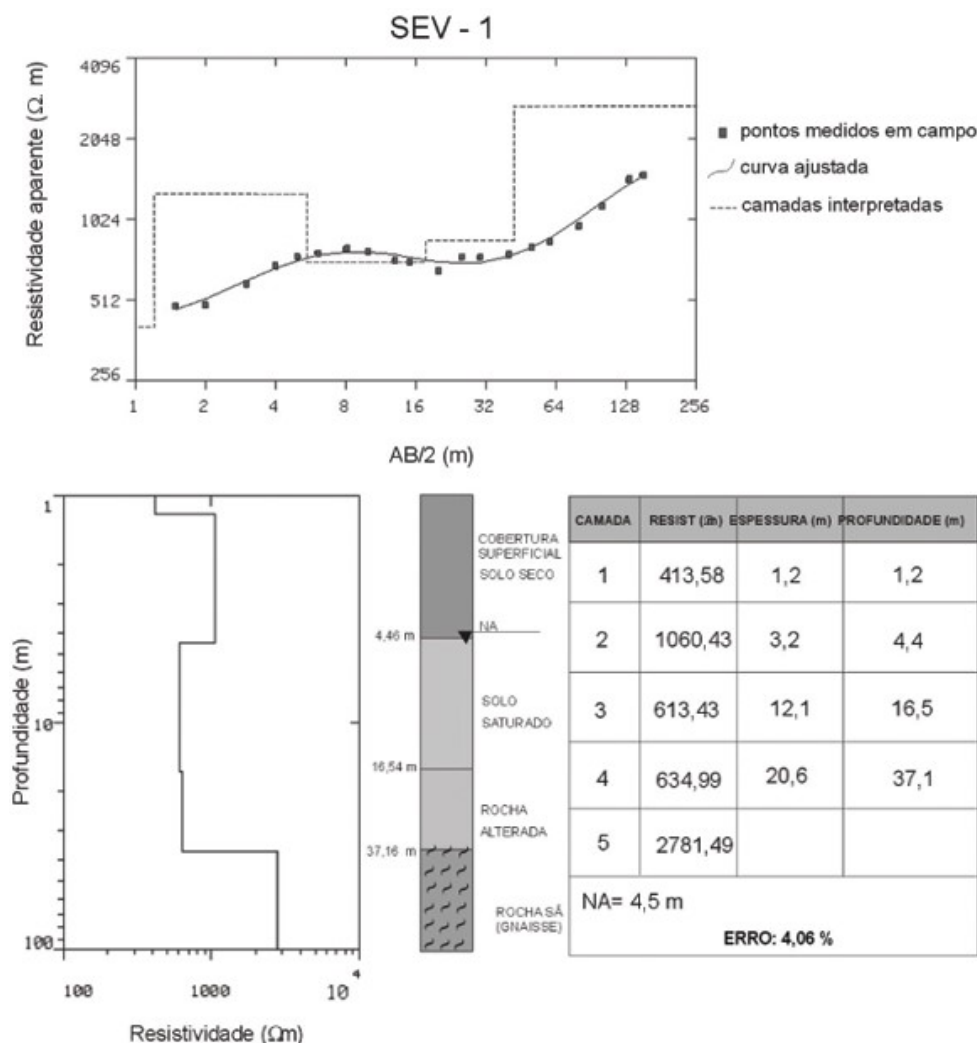 SEV - 1
Resistividade aparente (Ω. m)
4096
2048
1024
512
256
1 2 4 8 16 32 64 128 256
AB/2 (m)
pontos medidos em campo
curva ajustada
camadas interpretadas
Profundidade (m)
1
10
100
100 1000 10 4
Resistividade (Ωm)
COBERTURA
SUPERFICIAL
SOLO SECO
NA
4,46 m
SOLO
SATURADO
16,54 m
ROCHA
ALTERADA
37,16 m
ROCHA SÃ
(GNAISSE)
CAMADA RESIST ESPESSURA (m) PROFUNDIDADE (m)
1 413,58 1,2 1,2
2 1060,43 3,2 4,4
3 613,43 12,1 16,5
4 634,99 20,6 37,1
5 2781,49
NA= 4,5 m
ERRO: 4,06 %